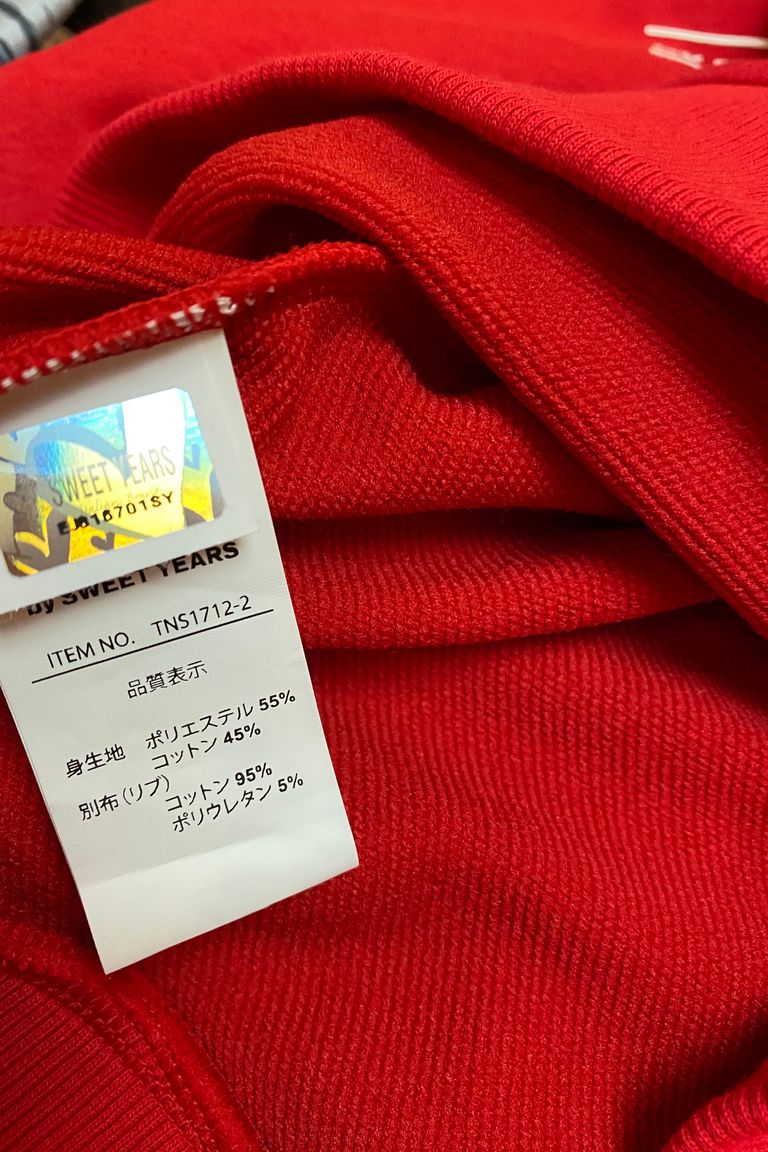 SWEET YEARS
EJ616701SY
by SWEET YEARS
ITEM NO. TNS1712-2
品質表示
身生地 ポリエステル 55%
コットン 45%
別布(リブ) コットン 95%
ポリウレタン 5%